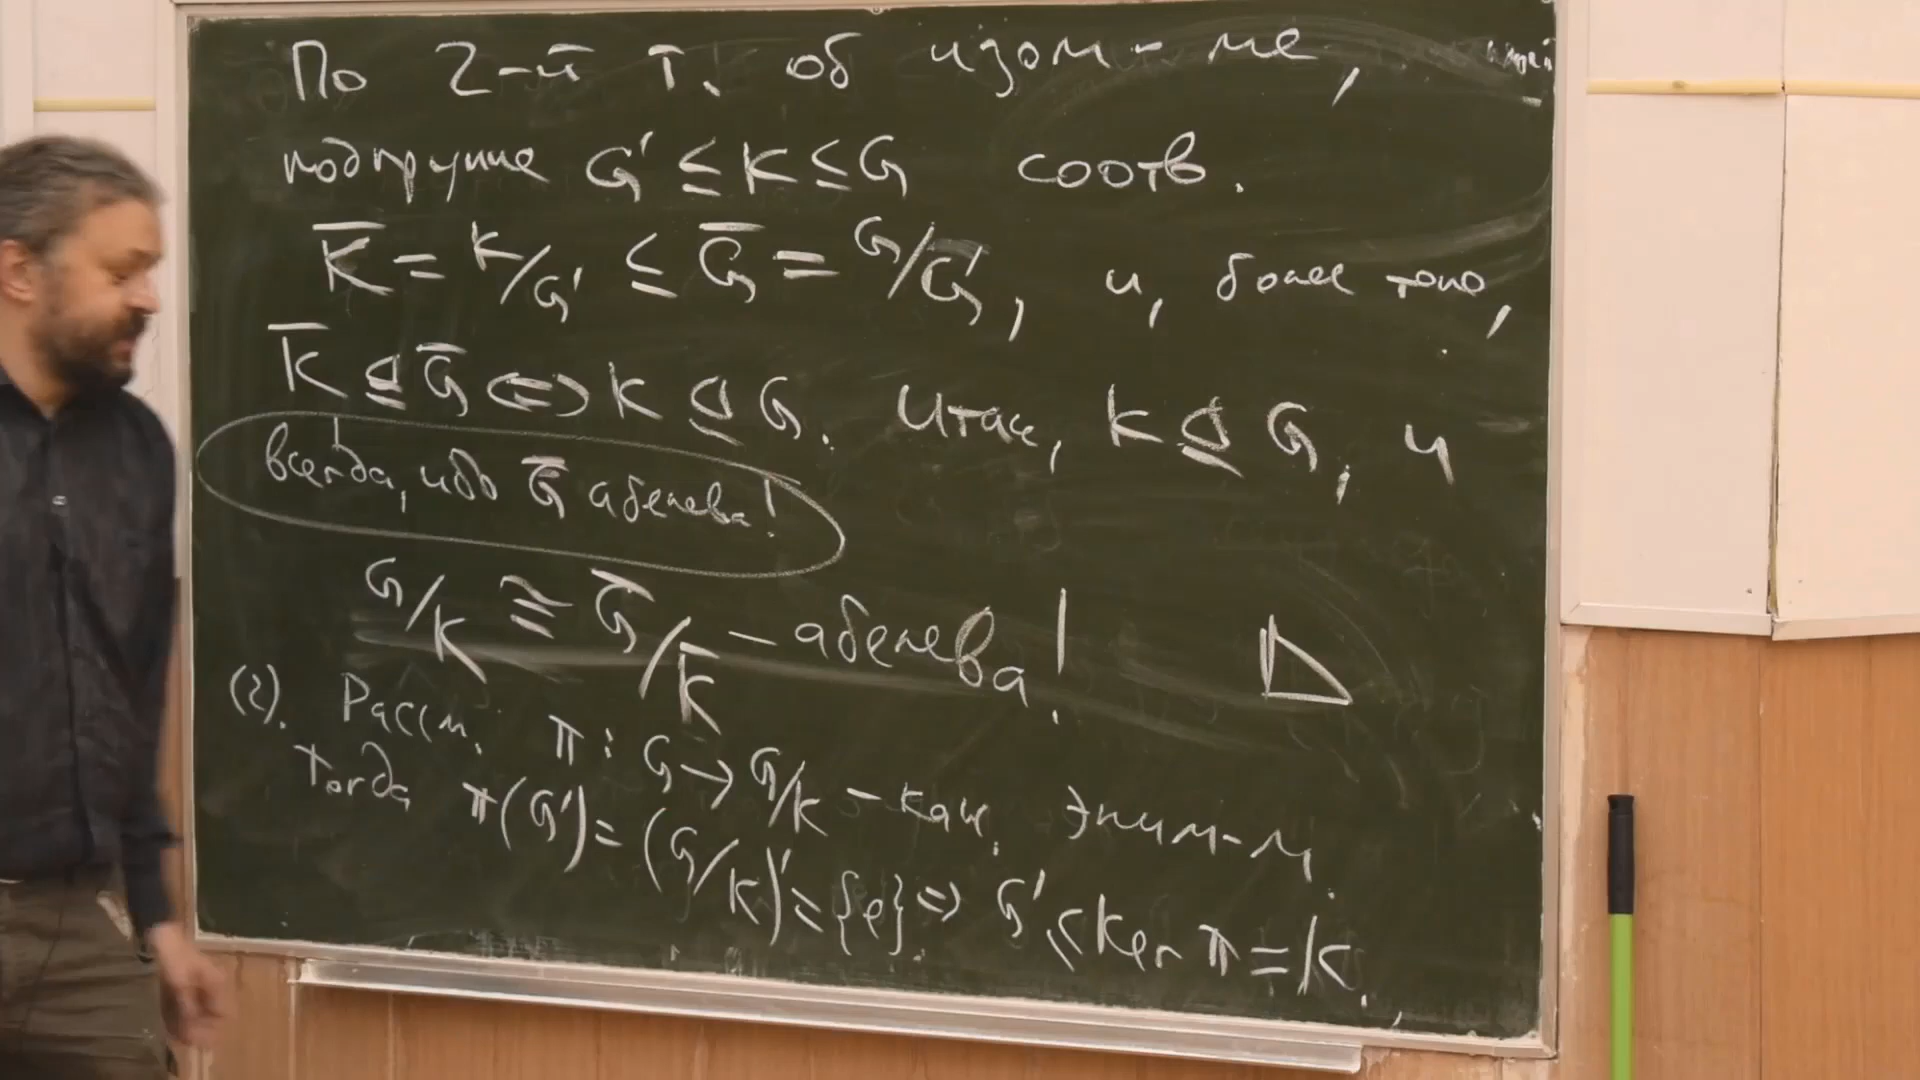 По 2-й т. об изом-ме,
подгруппе G' ≤ K ≤ G соотв.
K̅ = K/G' ≤ G̅ = G/G', и, более того,
K̅ ⊴ G̅ ⇔ K ⊴ G. Итак, K ⊴ G, и
всегда, ибо G̅ абелева!
G/K ≅ G̅/K̅ – абелева!
(2). Рассм. π: G → G/K – кан. эпим-м.
Тогда π(G') = (G/K)' = {e} ⇒ G' ≤ Ker π = K.